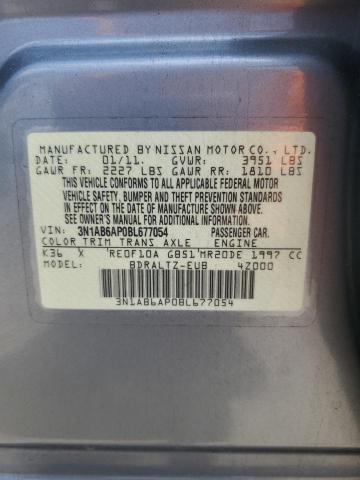 MANUFACTURED BY NISSAN MOTOR CO., LTD.
DATE: 01/11. GVWR: 3951 LBS
GAWR FR: 2227 LBS GAWR RR: 1810 LBS
THIS VEHICLE CONFORMS TO ALL APPLICABLE FEDERAL MOTOR
VEHICLE SAFETY, BUMPER AND THEFT PREVENTION STANDARDS
IN EFFECT ON THE DATE OF MANUFACTURE SHOWN ABOVE.
SEE OWNER'S MANUAL FOR ADDITIONAL INFORMATION.
VIN: 3N1AB6AP0BL677054 PASSENGER CAR.
COLOR TRIM TRANS AXLE ENGINE
K36 X RE0F10A GB51 MR20DE 1997 CC
MODEL: BDRALTZ-EUB 4Z000
3N1AB6AP0BL677054